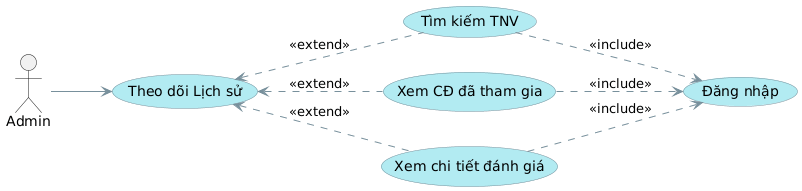 Tìm kiếm TNV
«extend»
«include»
Admin
Theo dõi Lịch sử
«extend»
Xem CĐ đã tham gia
«include»
Đăng nhập
«extend»
«include»
Xem chi tiết đánh giá